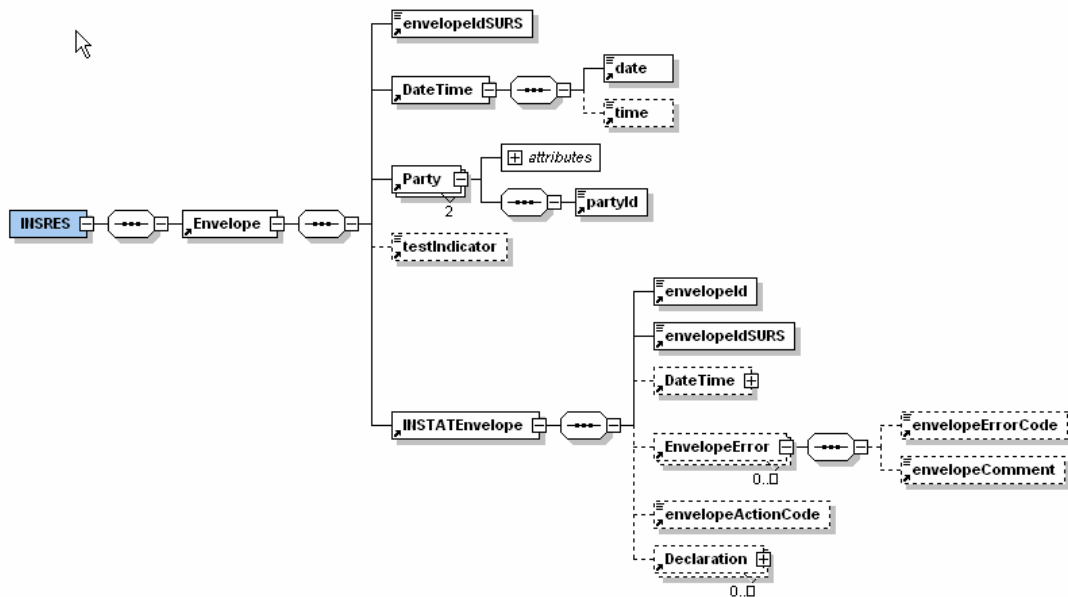 envelopeIdSURS
DateTime
date
time
Party
attributes
2
partyId
INSRES
Envelope
testIndicator
envelopeId
envelopeIdSURS
DateTime
INSTATEnvelope
EnvelopeError
0..
envelopeErrorCode
envelopeComment
envelopeActionCode
Declaration
0..